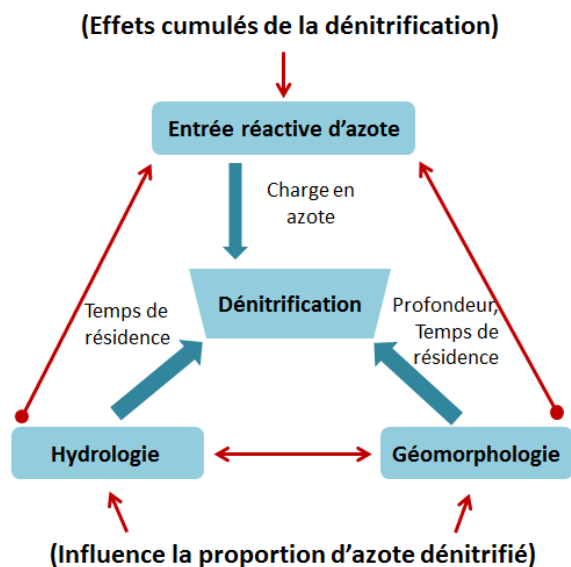 (Effets cumulés de la dénitrification)
Entrée réactive d'azote
Charge en
azote
Dénitrification
Temps de
résidence
Profondeur,
Temps de
résidence
Hydrologie
Géomorphologie
(Influence la proportion d'azote dénitrifié)